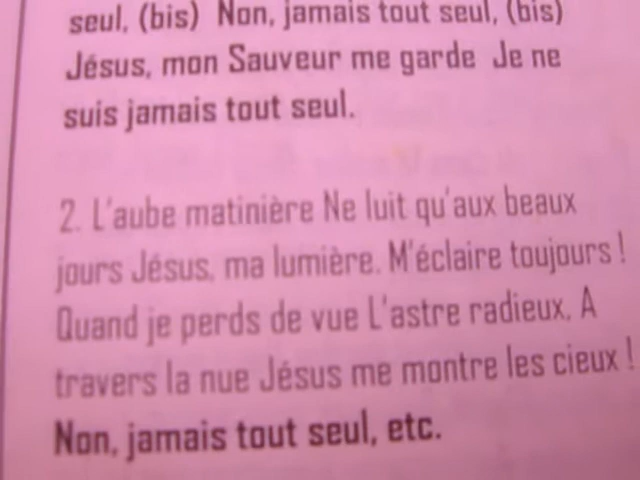 seul, (bis) Non, jamais tout seul, (bis)
Jésus, mon Sauveur me garde Je ne
suis jamais tout seul.
2. L'aube matinière Ne luit qu'aux beaux
jours Jésus, ma lumière. M'éclaire toujours !
Quand je perds de vue L'astre radieux. A
travers la nue Jésus me montre les cieux !
Non, jamais tout seul, etc.